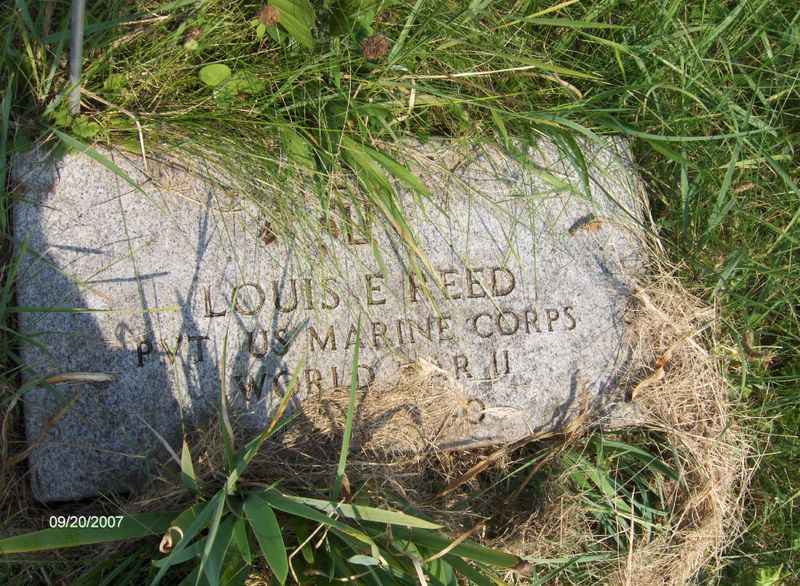 LOUIS E REED
PVT US MARINE CORPS
WORLD WAR II
09/20/2007